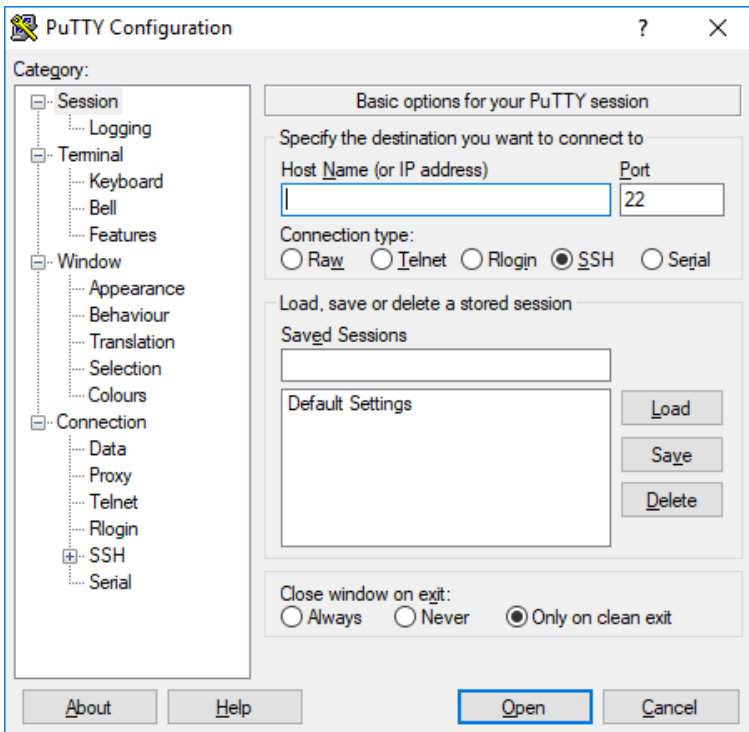 PuTTY Configuration
?
Category:
Session
Logging
Terminal
Keyboard
Bell
Features
Window
Appearance
Behaviour
Translation
Selection
Colours
Connection
Data
Proxy
Telnet
Rlogin
SSH
Serial
Basic options for your PuTTY session
Specify the destination you want to connect to
Host Name (or IP address) Port
22
Connection type:
Raw Telnet Rlogin SSH Serial
Load, save or delete a stored session
Saved Sessions
Default Settings
Load
Save
Delete
Close window on exit:
Always Never Only on clean exit
About Help Open Cancel